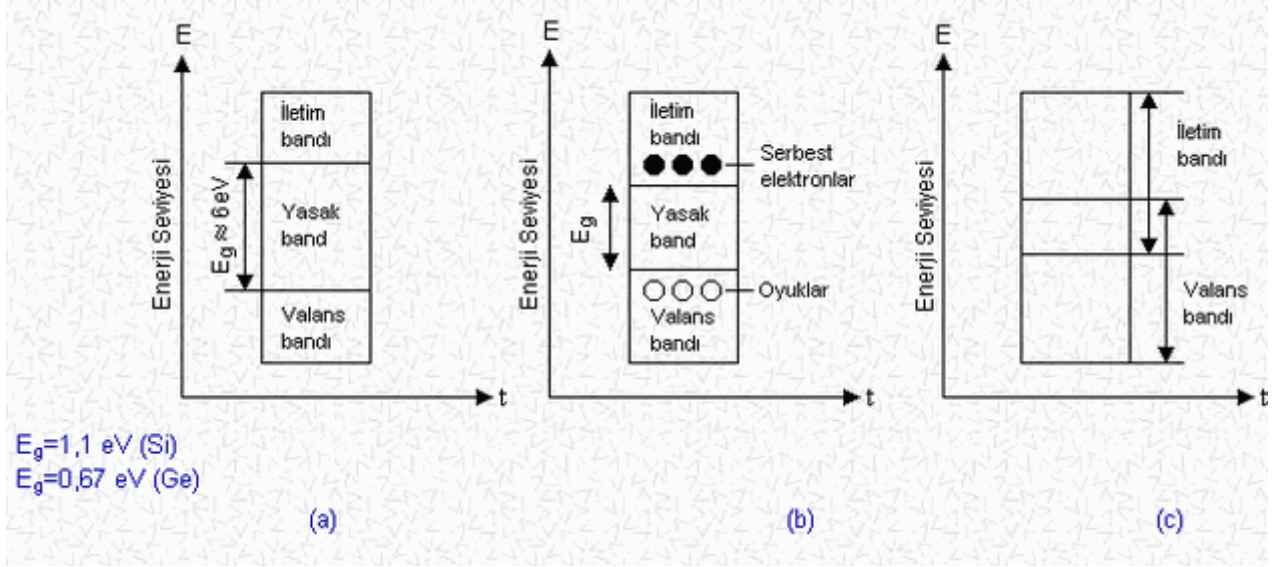 E
Enerji Seviyesi
İletim
bandı
Eg ≈ 6eV
Yasak
band
Valans
bandı
t
Eg=1,1 eV (Si)
Eg=0,67 eV (Ge)
(a)
E
Enerji Seviyesi
İletim
bandı
Serbest
elektronlar
Eg
Yasak
band
Oyuklar
Valans
bandı
t
(b)
E
Enerji Seviyesi
İletim
bandı
Valans
bandı
t
(c)